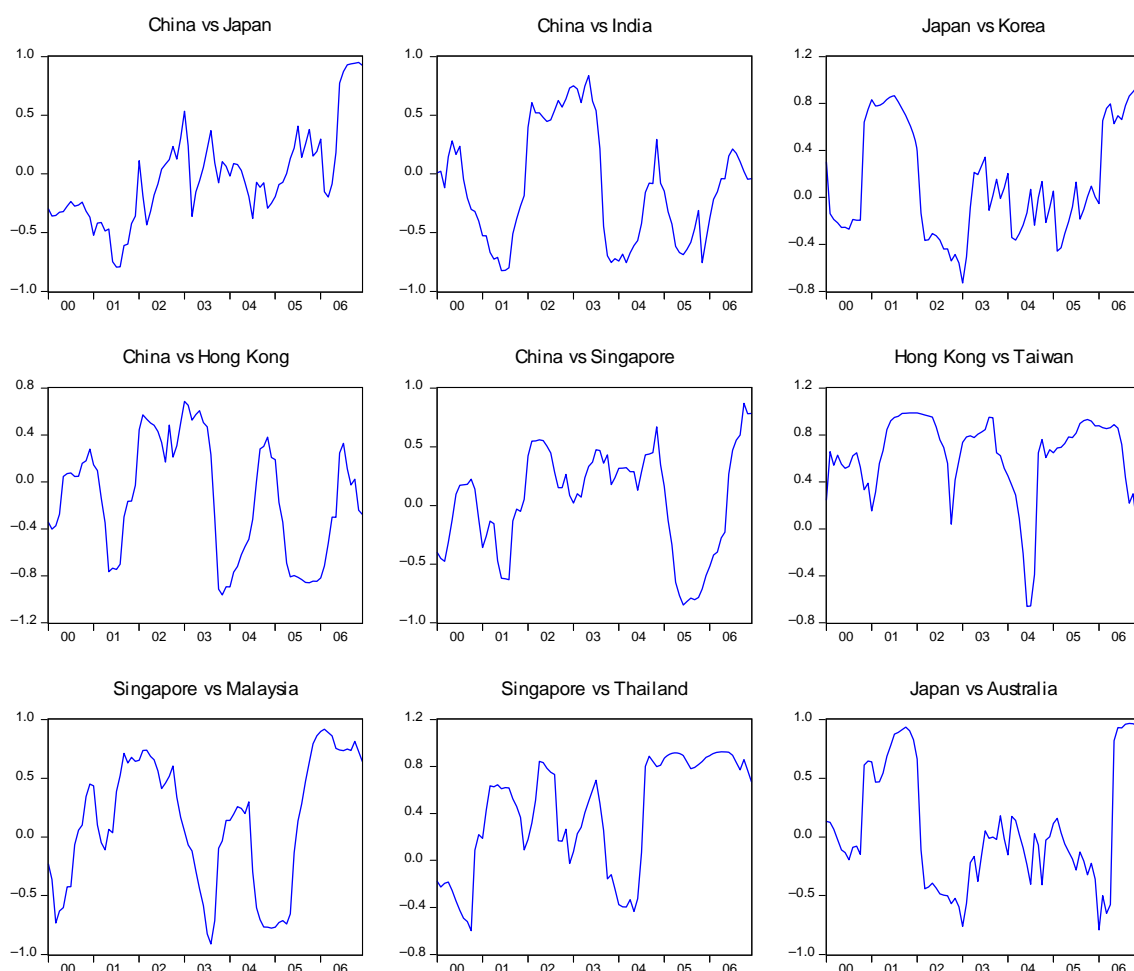 China vs Japan China vs India Japan vs Korea
1.0 1.0 1.2
0.5 0.5 0.8
0.0 0.0 0.4
–0.5 –0.5 0.0
–1.0 –1.0 –0.4
–0.8
00 01 02 03 04 05 06 00 01 02 03 04 05 06 00 01 02 03 04 05 06
China vs Hong Kong China vs Singapore Hong Kong vs Taiwan
0.8 1.0 1.2
0.4 0.5 0.8
0.0 0.0 0.4
–0.4 –0.5 0.0
–0.8 –1.0 –0.4
–1.2 –0.8
00 01 02 03 04 05 06 00 01 02 03 04 05 06 00 01 02 03 04 05 06
Singapore vs Malaysia Singapore vs Thailand Japan vs Australia
1.0 1.2 1.0
0.5 0.8 0.5
0.0 0.4 0.0
–0.5 0.0 –0.5
–1.0 –0.4 –1.0
–0.8
00 01 02 03 04 05 06 00 01 02 03 04 05 06 00 01 02 03 04 05 06